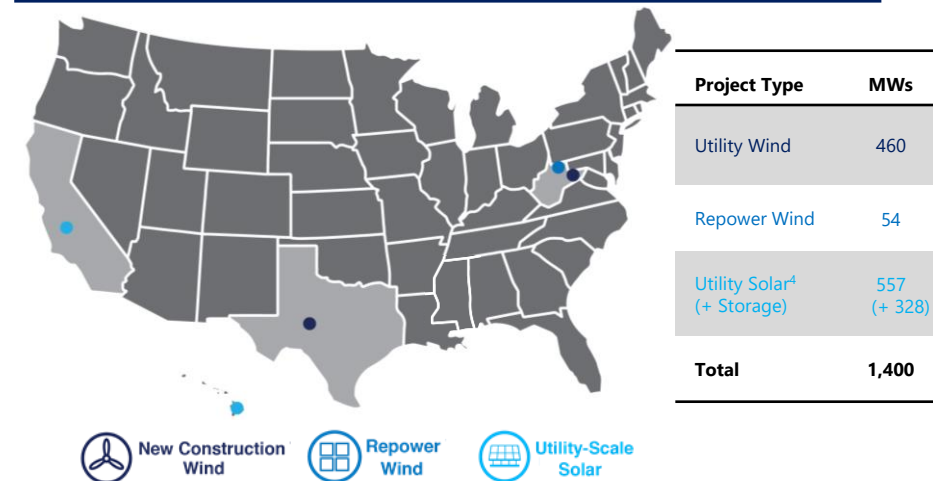 Project Type MWs
Utility Wind 460
Repower Wind 54
Utility Solar⁴ 557
(+ Storage) (+ 328)
Total 1,400
New Construction
Wind
Repower
Wind
Utility-Scale
Solar